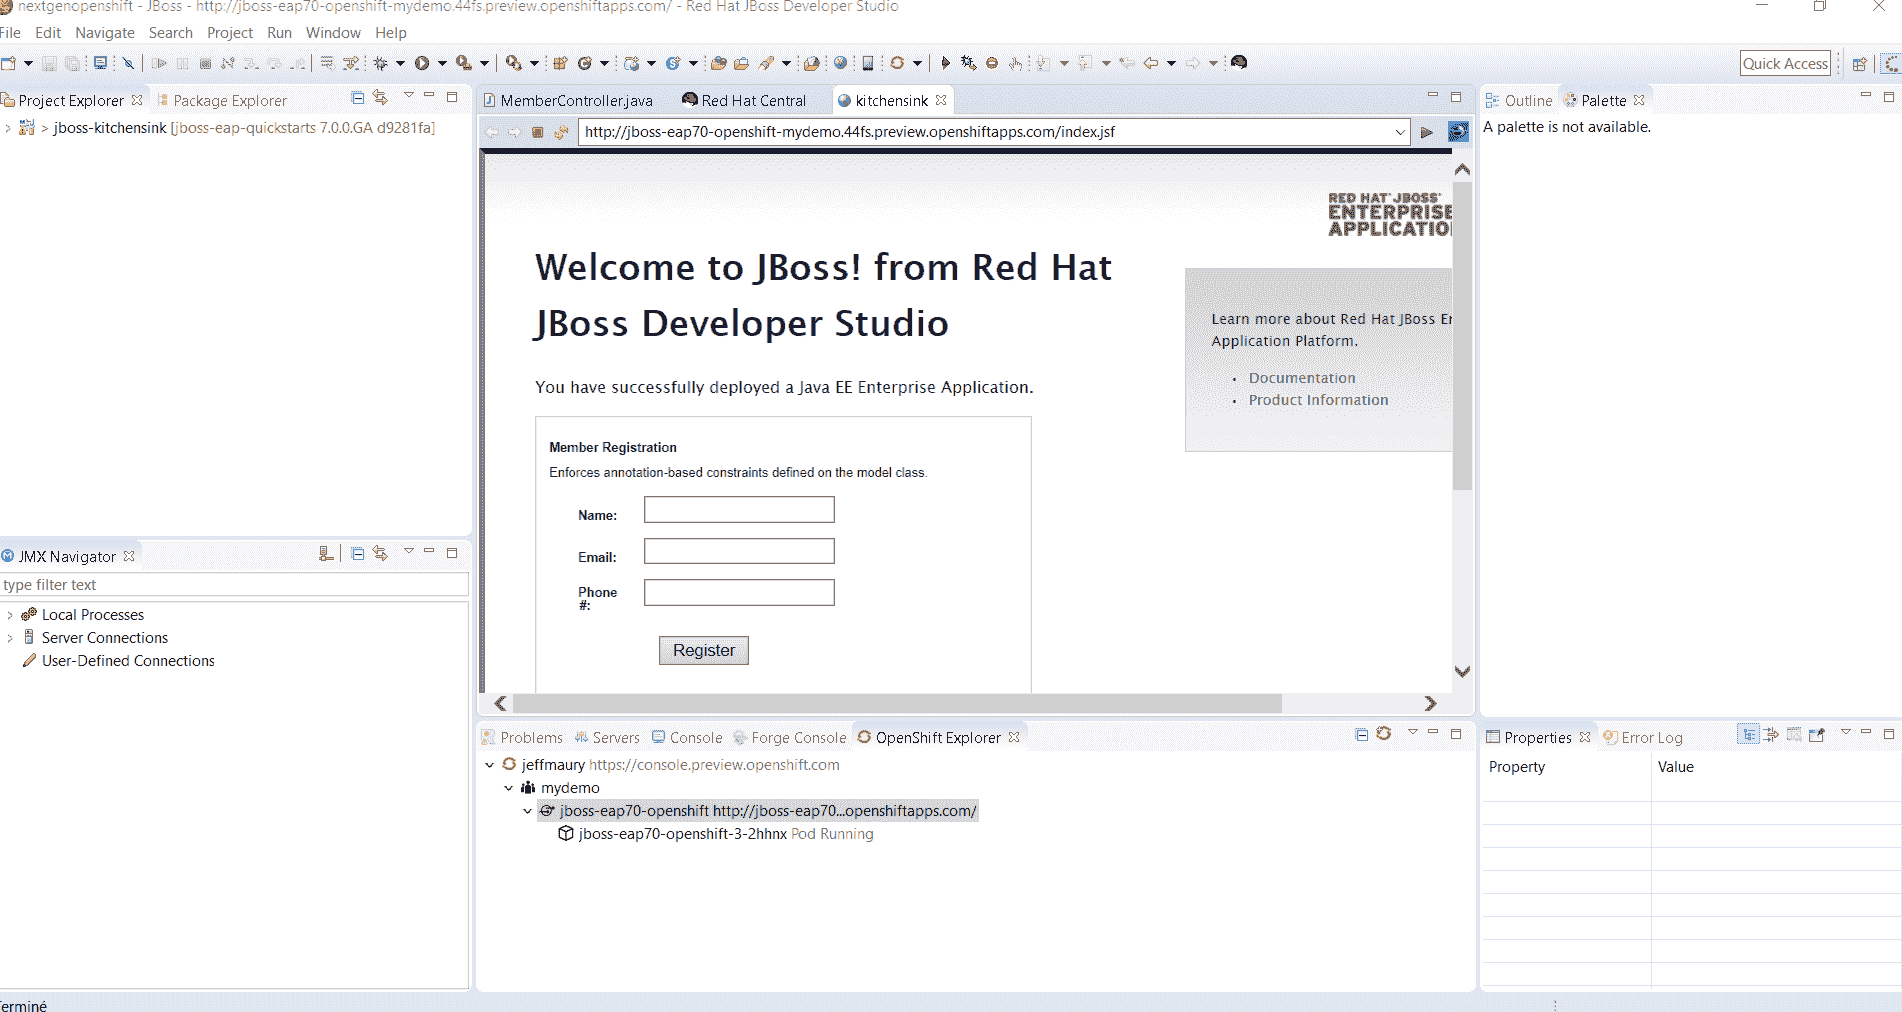 nextgenopenshift - JBoss - http://jboss-eap70-openshift-mydemo.44fs.preview.openshiftapps.com/ - Red Hat JBoss Developer Studio
File Edit Navigate Search Project Run Window Help
Quick Access
Project Explorer Package Explorer
jboss-kitchensink [jboss-eap-quickstarts 7.0.0.GA d9281fa]
JMX Navigator
type filter text
Local Processes
Server Connections
User-Defined Connections
MemberController.java Red Hat Central kitchensink
http://jboss-eap70-openshift-mydemo.44fs.preview.openshiftapps.com/index.jsf
RED HAT JBOSS
ENTERPRISE
APPLICATIO
Welcome to JBoss! from Red Hat
JBoss Developer Studio
You have successfully deployed a Java EE Enterprise Application.
Member Registration
Enforces annotation-based constraints defined on the model class.
Name:
Email:
Phone
#:
Register
Learn more about Red Hat JBoss Er
Application Platform.
• Documentation
• Product Information
Outline Palette
A palette is not available.
Problems Servers Console Forge Console OpenShift Explorer
jeffmaury https://console.preview.openshift.com
mydemo
jboss-eap70-openshift http://jboss-eap70...openshiftapps.com/
jboss-eap70-openshift-3-2hhnx Pod Running
Properties Error Log
Property Value
Terminé